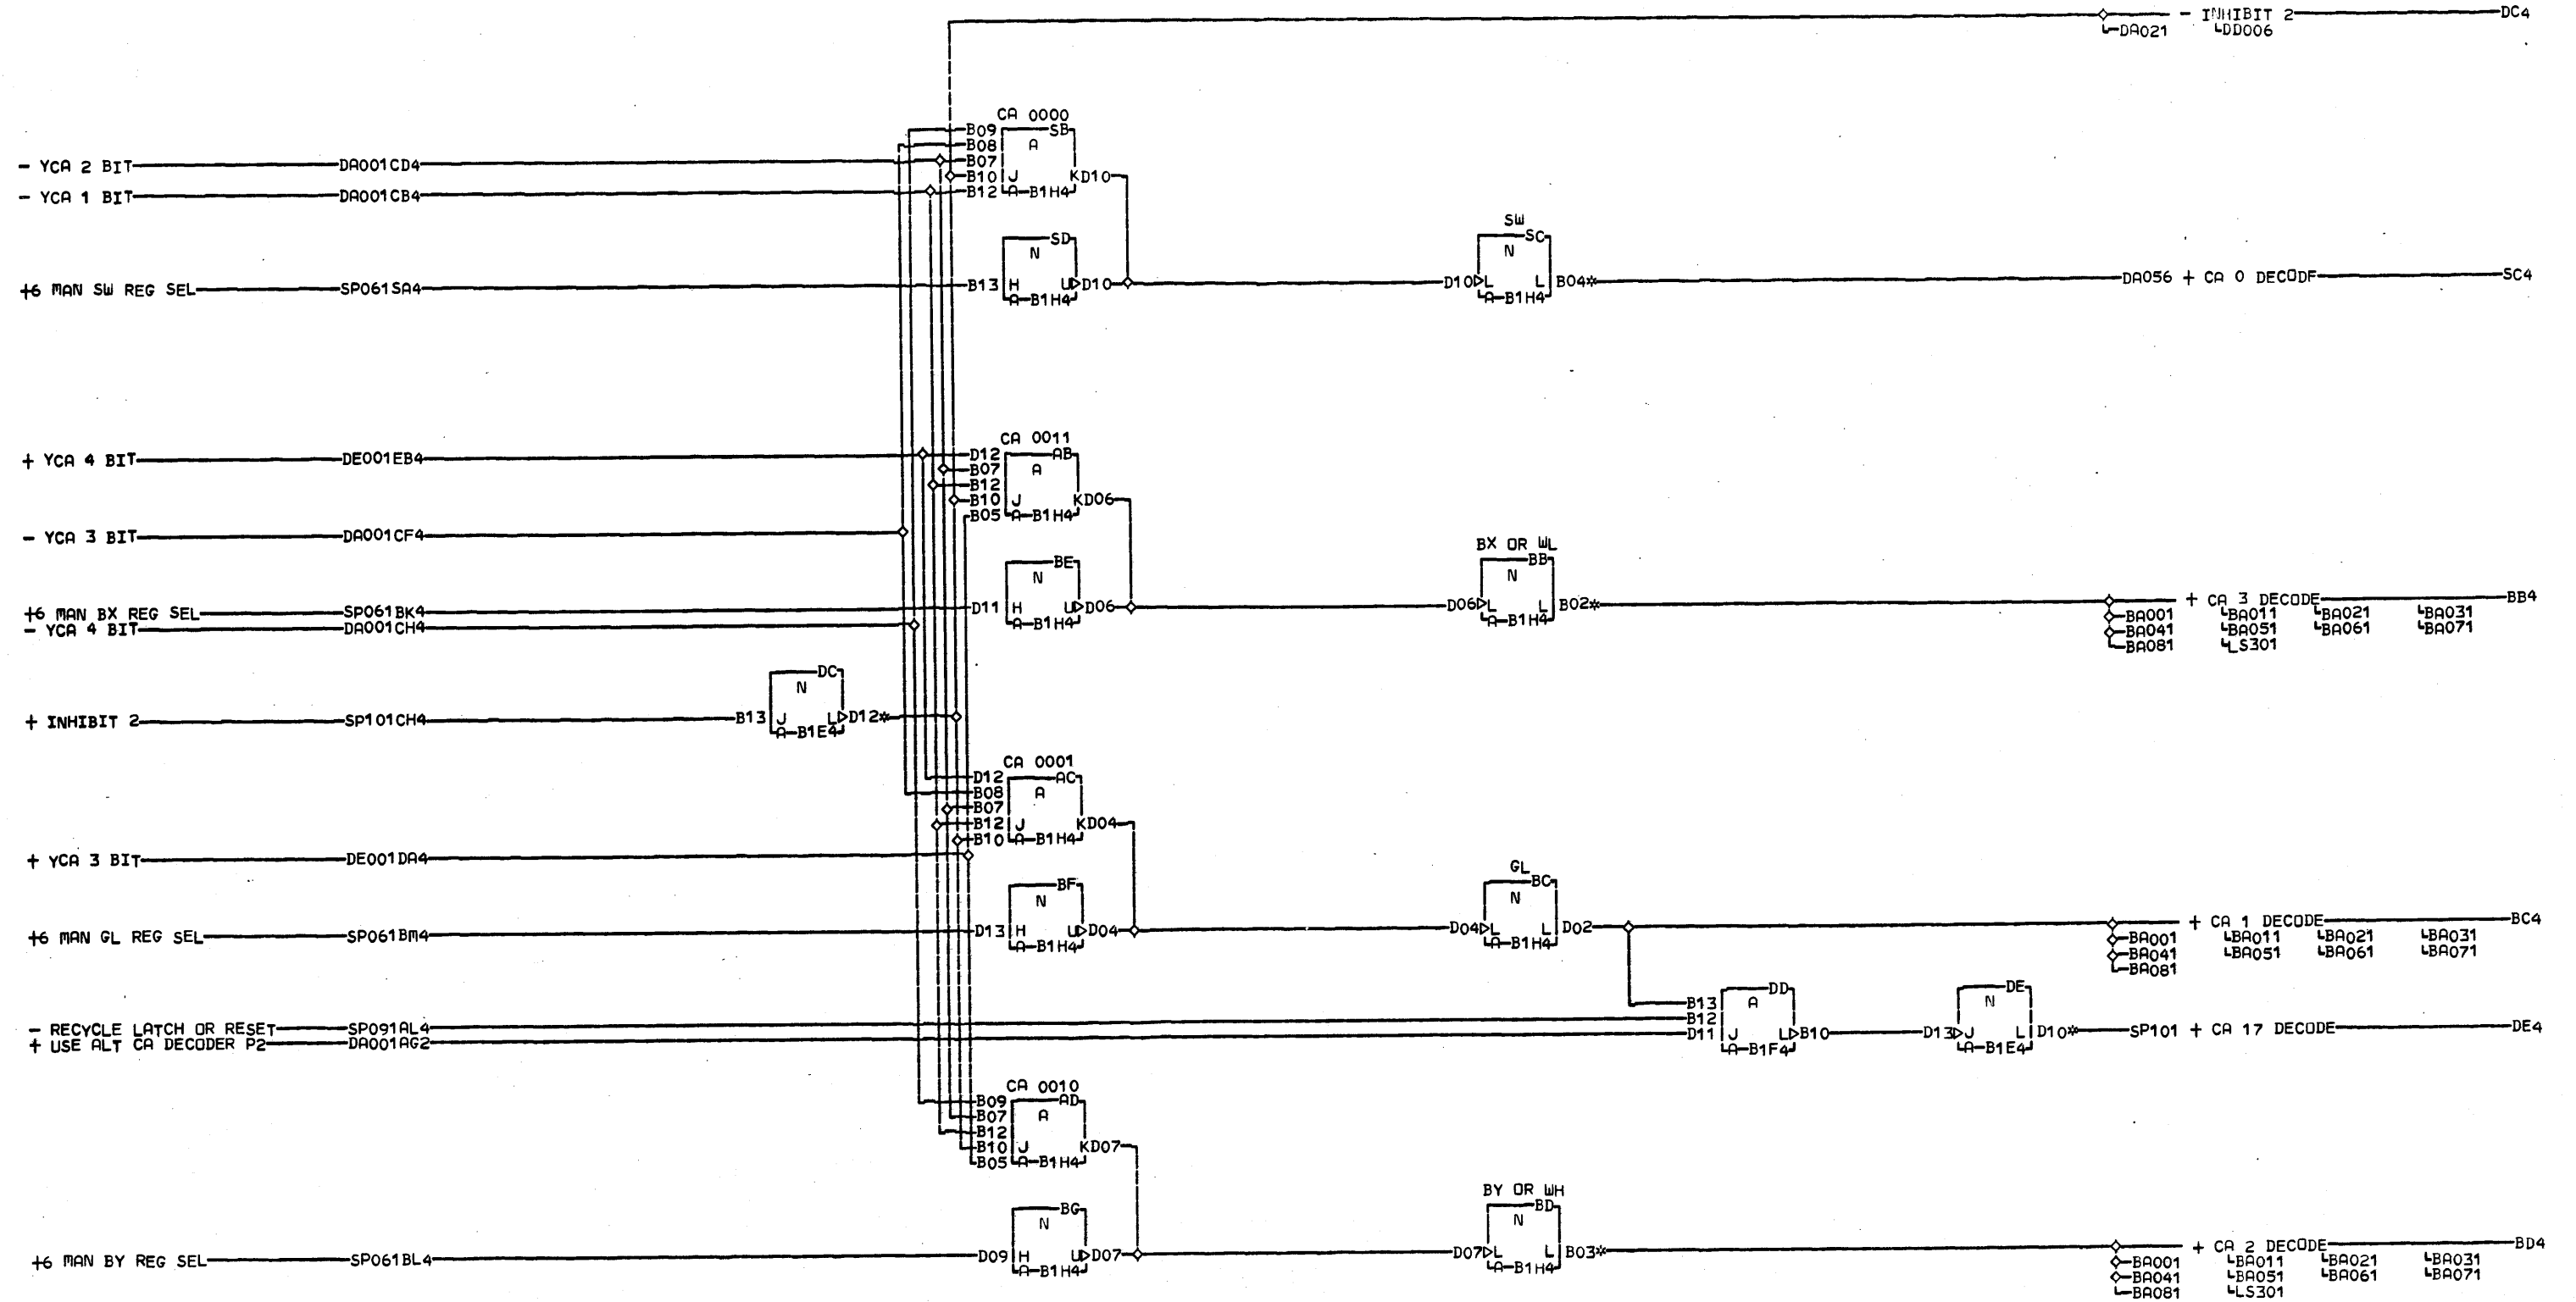 - INHIBIT 2 DC4
DA021 DD006
CA 0000
B09 SB
B08 A
- YCA 2 BIT DA001CD4 B07
B10 J K D10
- YCA 1 BIT DA001CB4 B12 A-B1H4
SW
SD SC
N N
+6 MAN SW REG SEL SP061SA4 B13 H U D10 D10 L L B04* DA056 + CA 0 DECODF SC4
A-B1H4 A-B1H4
CA 0011
+ YCA 4 BIT DE001EB4 D12 AB
B07 A
B12
B10 J K D06
B05 A-B1H4
- YCA 3 BIT DA001CF4
BX OR WL
BE BB
N N
+6 MAN BX REG SEL SP061BK4 D11 H U D06 D06 L L B02* + CA 3 DECODE BB4
- YCA 4 BIT DA001CH4 A-B1H4 A-B1H4
BA001 BA011 BA021 BA031
BA041 BA051 BA061 BA071
BA081 LS301
DC
N
+ INHIBIT 2 SP101CH4 B13 J L D12*
A-B1E4
CA 0001
D12 AC
B08 A
B07
B12 J K D04
B10 A-B1H4
+ YCA 3 BIT DE001DA4
GL
BF BC
N N
+6 MAN GL REG SEL SP061BM4 D13 H U D04 D04 L L D02 + CA 1 DECODE BC4
A-B1H4 A-B1H4
BA001 BA011 BA021 BA031
BA041 BA051 BA061 BA071
BA081
DD DE
B13 A N
- RECYCLE LATCH OR RESET SP091AL4 B12
+ USE ALT CA DECODER P2 DA001AG2 D11 J L B10 D13 J L D10* SP101 + CA 17 DECODE DE4
A-B1F4 A-B1E4
CA 0010
B09 AD
B07 A
B12
B10 J K D07
B05 A-B1H4
BY OR WH
BG BD
N N
+6 MAN BY REG SEL SP061BL4 D09 H U D07 D07 L L B03* + CA 2 DECODE BD4
A-B1H4 A-B1H4
BA001 BA011 BA021 BA031
BA041 BA051 BA061 BA071
BA081 LS301